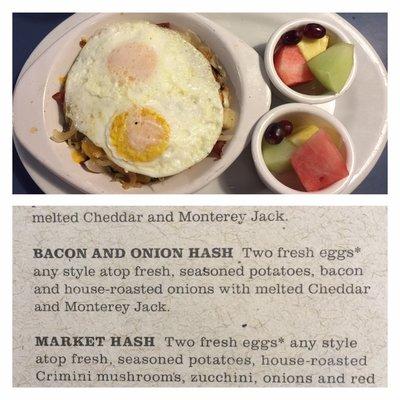 melted Cheddar and Monterey Jack.
BACON AND ONION HASH Two fresh eggs*
any style atop fresh, seasoned potatoes, bacon
and house-roasted onions with melted Cheddar
and Monterey Jack.
MARKET HASH Two fresh eggs* any style
atop fresh, seasoned potatoes, house-roasted
Crimini mushrooms, zucchini, onions and red